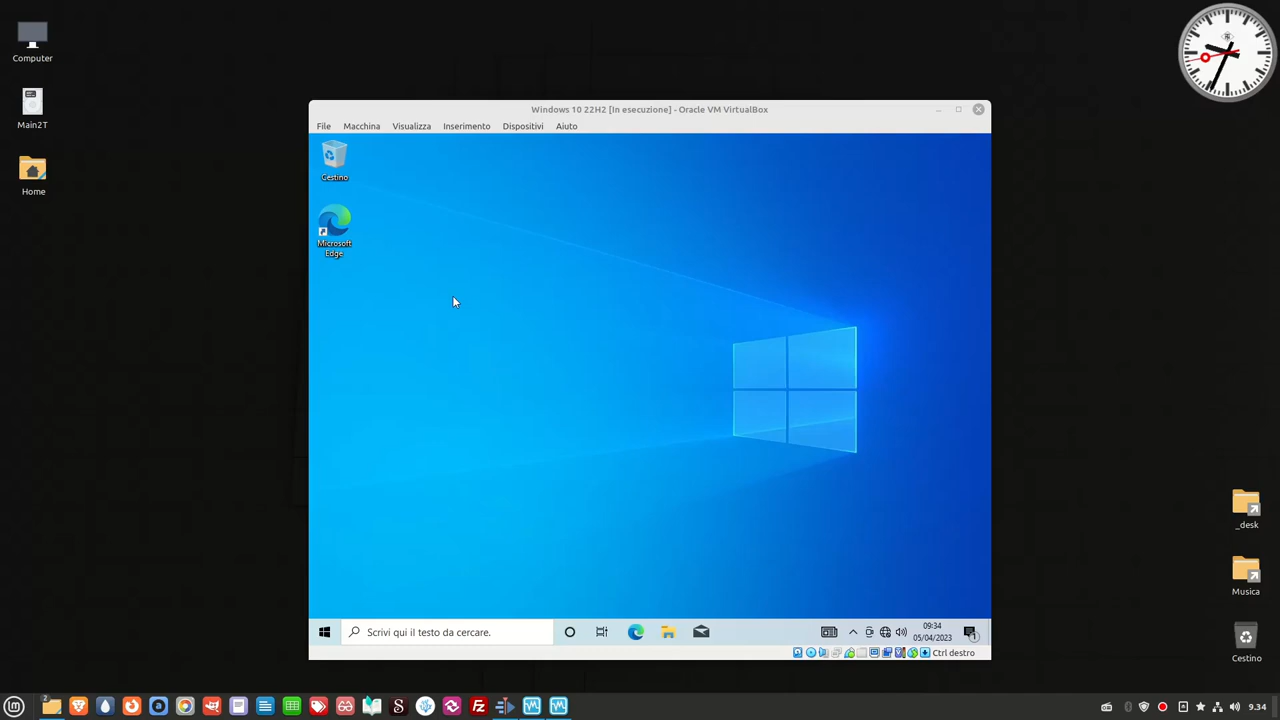 Computer
Main2T
Home
Windows 10 22H2 [In esecuzione] - Oracle VM VirtualBox
File Macchina Visualizza Inserimento Dispositivi Aiuto
Cestino
Microsoft
Edge
Scrivi qui il testo da cercare.
09:34
05/04/2023
1
Ctrl destro
_desk
Musica
Cestino
2
9.34